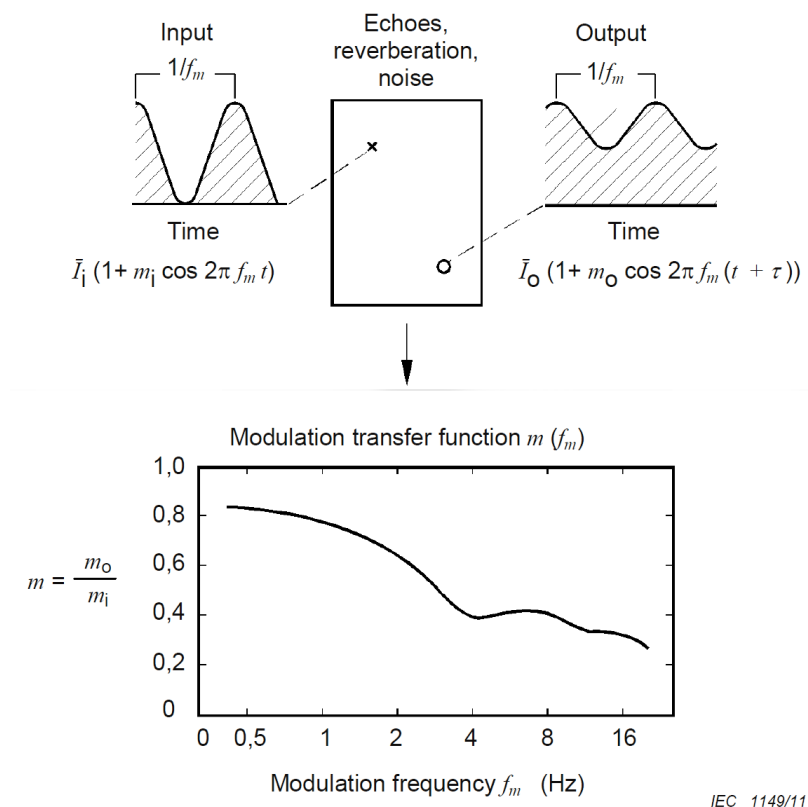 Input
Echoes,
reverberation,
noise
Output
1/fm
1/fm
Time
Time
Īi (1+ mi cos 2π fm t)
Īo (1+ mo cos 2π fm (t + τ))
Modulation transfer function m (fm)
m = mo / mi
1,0
0,8
0,6
0,4
0,2
0
0 0,5 1 2 4 8 16
Modulation frequency fm (Hz)
IEC 1149/11